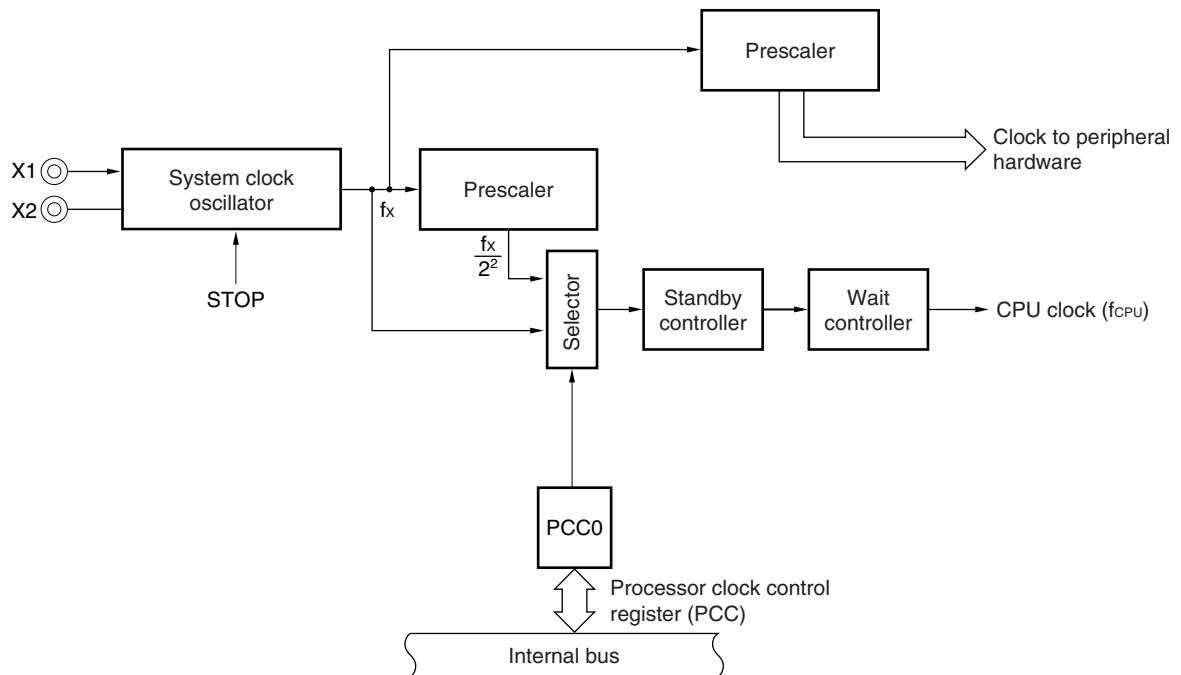 Prescaler
Clock to peripheral
hardware
X1
X2
System clock
oscillator
fX
Prescaler
fX
2²
STOP
Selector
Standby
controller
Wait
controller
CPU clock (fCPU)
PCC0
Processor clock control
register (PCC)
Internal bus